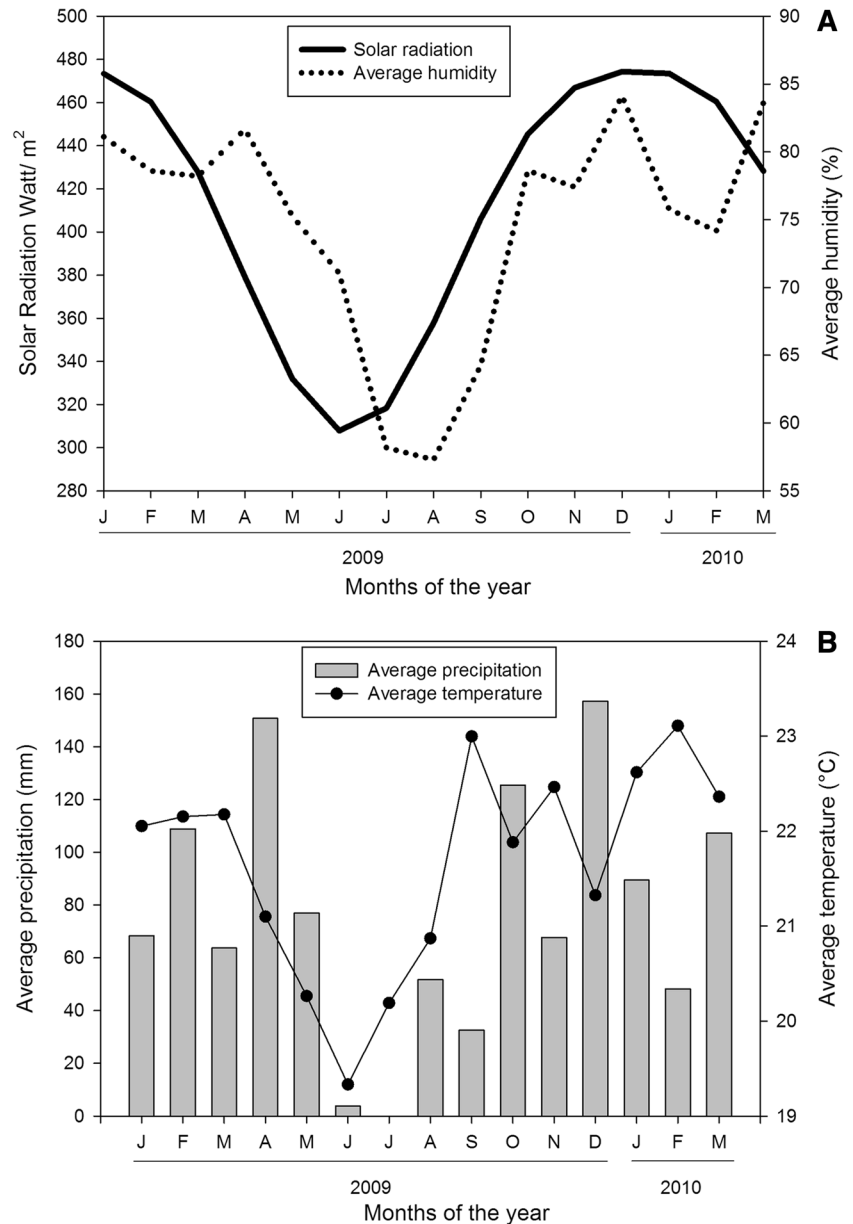 A
500
480
460
440
420
400
380
360
340
320
300
280
Solar Radiation Watt/ m²
Solar radiation
Average humidity
90
85
80
75
70
65
60
55
Average humidity (%)
J F M A M J J A S O N D J F M
2009 2010
Months of the year
B
180
160
140
120
100
80
60
40
20
0
Average precipitation (mm)
Average precipitation
Average temperature
24
23
22
21
20
19
Average temperature (°C)
J F M A M J J A S O N D J F M
2009 2010
Months of the year